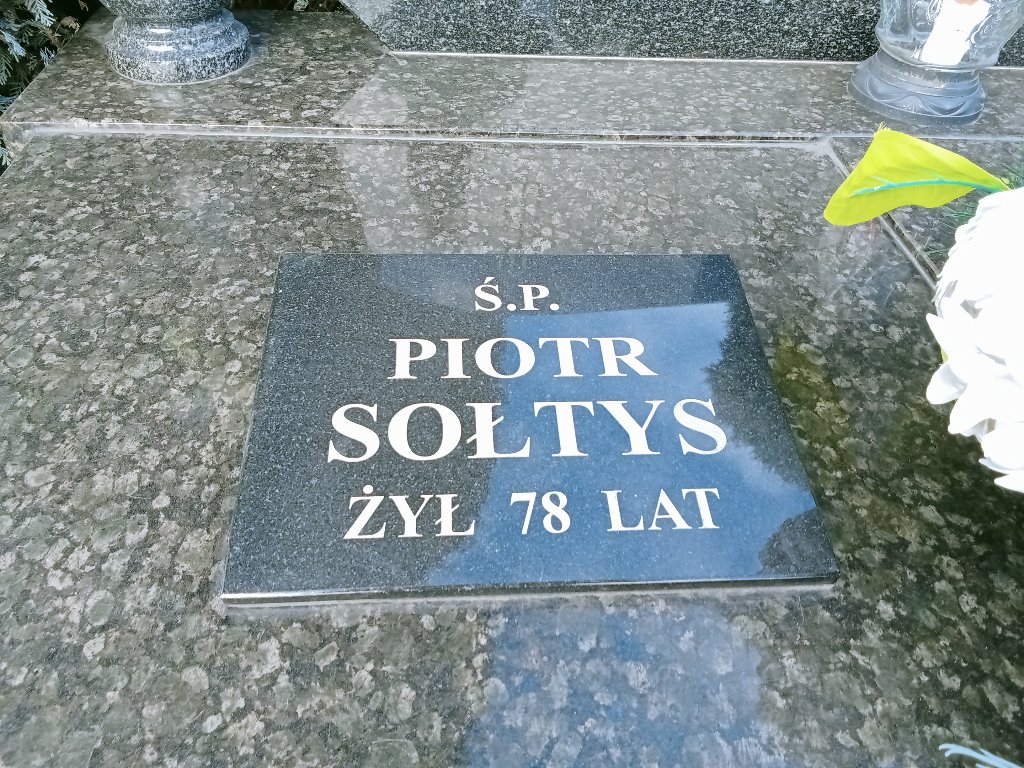 Ś.P.
PIOTR
SOŁTYS
ŻYŁ 78 LAT